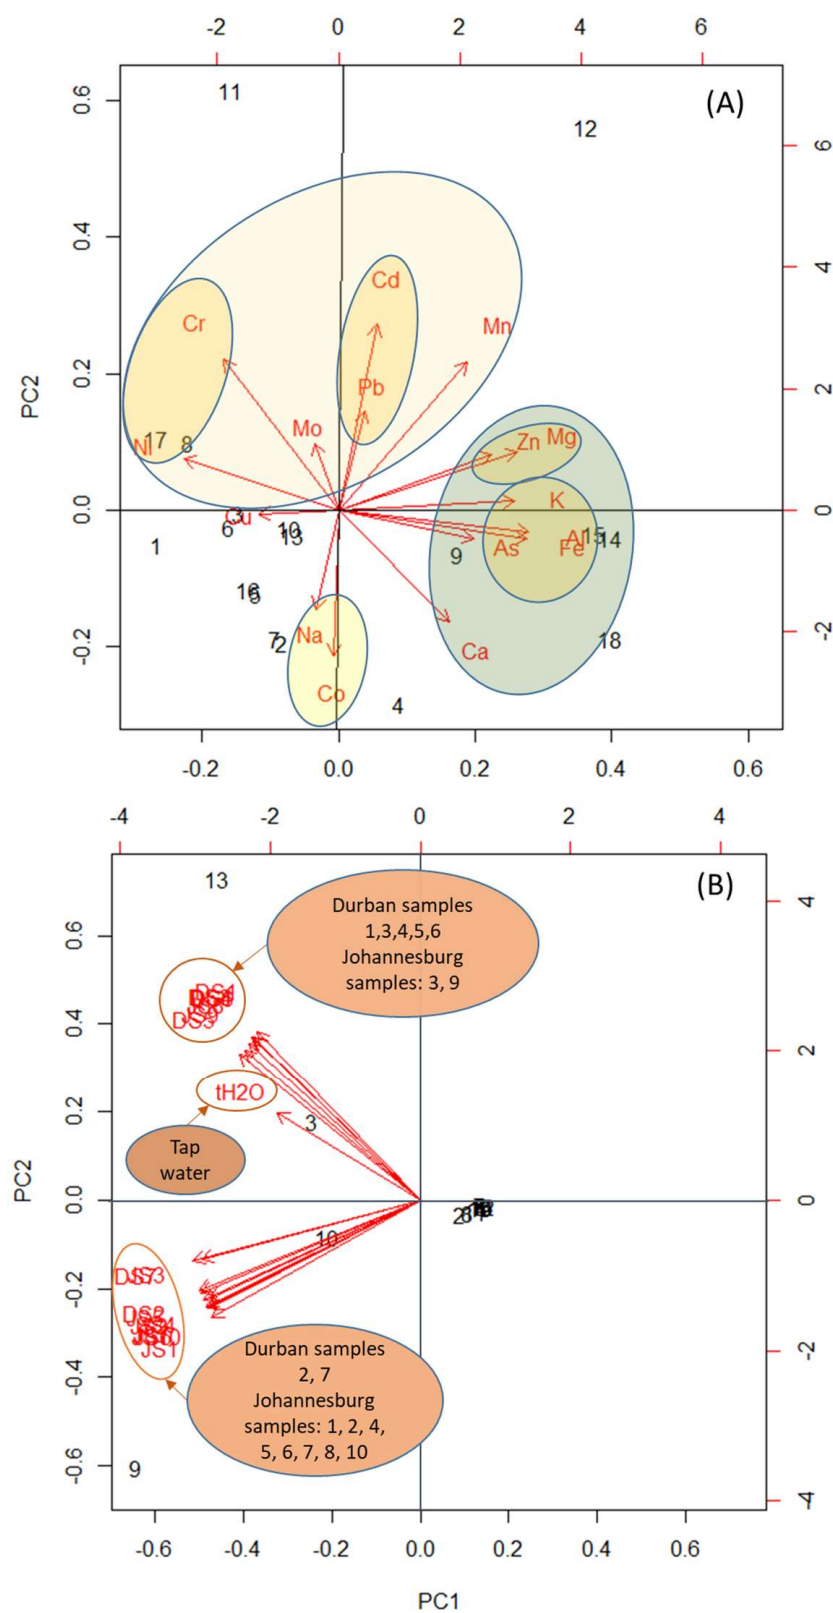 -2 0 2 4 6
(A)
11
12
0.6
6
0.4
4
Cd
Cr
Mn
PC2
0.2
2
Pb
Mo
Zn Mg
Ni 17 8
K
0.0
0
3
Cu
6
10
13
1
15 14
Al
As
Fe
9
16
5
-0.2
-2
7
2
Na
18
Ca
Co
4
-0.2 0.0 0.2 0.4 0.6
-4 -2 0 2 4
(B)
13
4
Durban samples
1,3,4,5,6
Johannesburg
samples: 3, 9
0.6
0.4
DS3
2
tH2O
0.2
3
Tap
water
PC2
0.0
0
2
10
-0.2
DS7
JS3
DS2
JS1
-2
Durban samples
2, 7
Johannesburg
samples: 1, 2, 4,
5, 6, 7, 8, 10
-0.4
9
-0.6
-4
-0.6 -0.4 -0.2 0.0 0.2 0.4 0.6
PC1